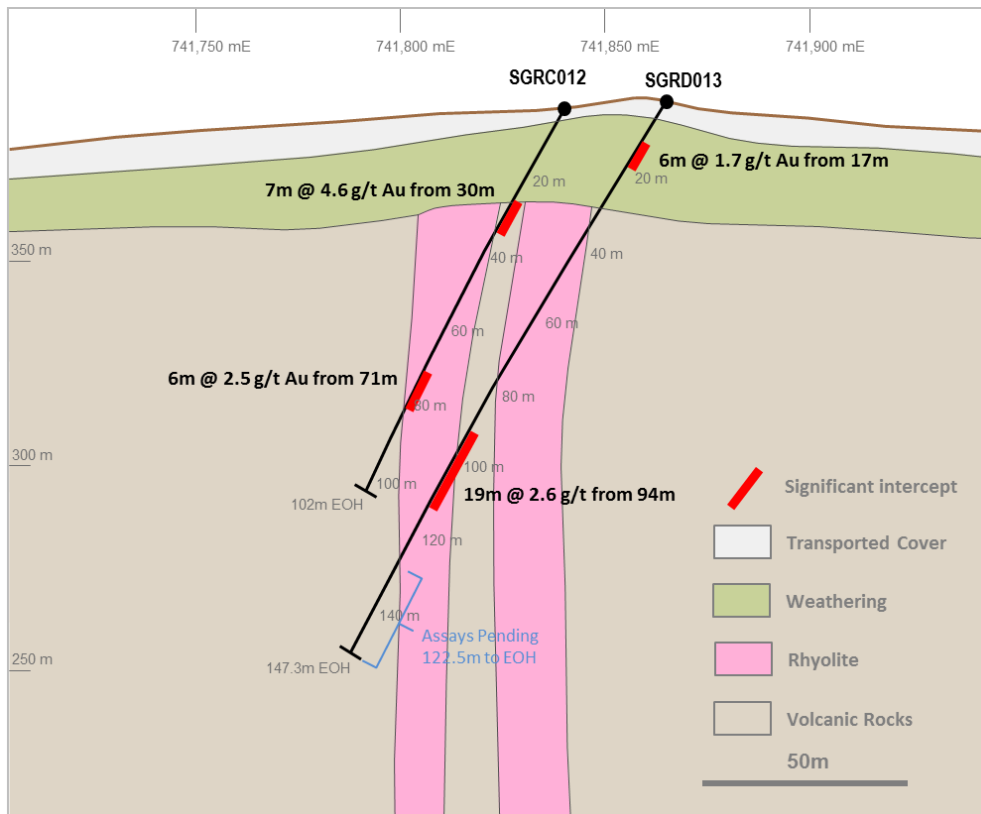 741,750 mE
741,800 mE
741,850 mE
741,900 mE
SGRC012
SGRD013
6m @ 1.7 g/t Au from 17m
7m @ 4.6 g/t Au from 30m
20 m
20 m
350 m
40 m
40 m
60 m
60 m
6m @ 2.5 g/t Au from 71m
80 m
80 m
300 m
100 m
100 m
102m EOH
19m @ 2.6 g/t from 94m
120 m
140 m
Assays Pending
122.5m to EOH
147.3m EOH
250 m
Significant intercept
Transported Cover
Weathering
Rhyolite
Volcanic Rocks
50m